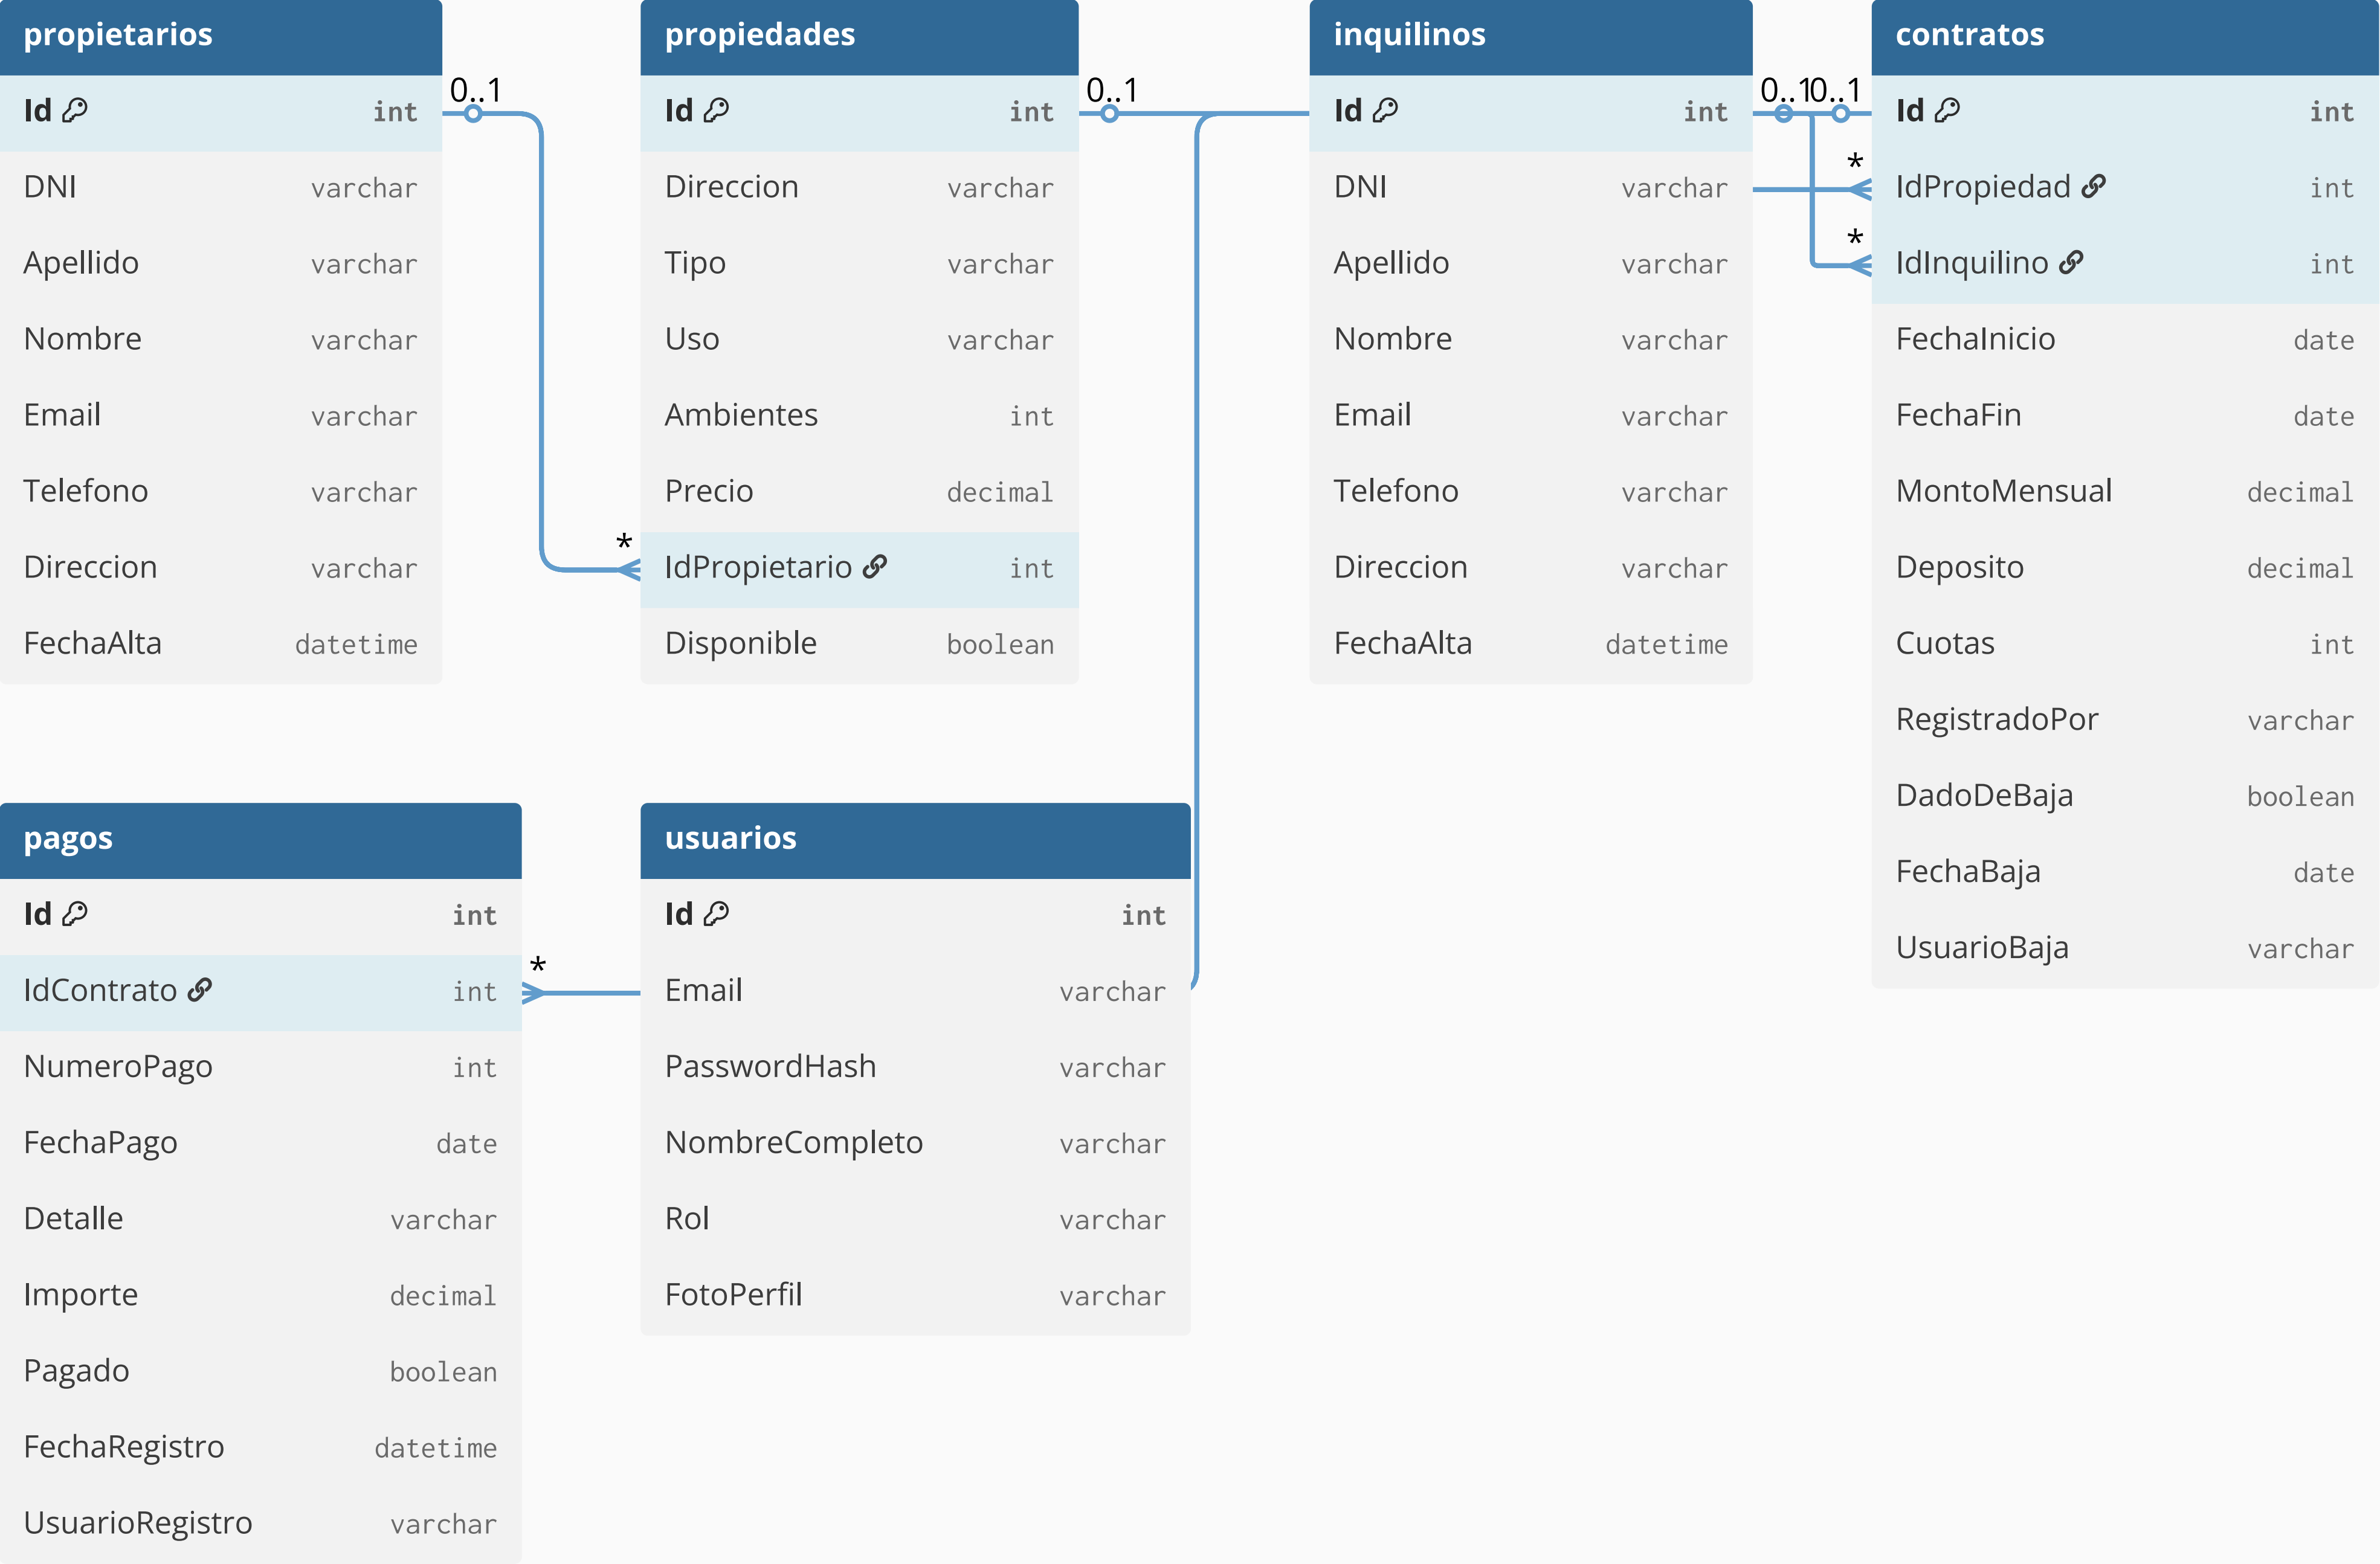 propietarios
Id int
DNI varchar
Apellido varchar
Nombre varchar
Email varchar
Telefono varchar
Direccion varchar
FechaAlta datetime
0..1
*
propiedades
Id int
Direccion varchar
Tipo varchar
Uso varchar
Ambientes int
Precio decimal
IdPropietario int
Disponible boolean
0..1
inquilinos
Id int
DNI varchar
Apellido varchar
Nombre varchar
Email varchar
Telefono varchar
Direccion varchar
FechaAlta datetime
0..1
0..1
*
*
contratos
Id int
IdPropiedad int
IdInquilino int
FechaInicio date
FechaFin date
MontoMensual decimal
Deposito decimal
Cuotas int
RegistradoPor varchar
DadoDeBaja boolean
FechaBaja date
UsuarioBaja varchar
pagos
Id int
IdContrato int
NumeroPago int
FechaPago date
Detalle varchar
Importe decimal
Pagado boolean
FechaRegistro datetime
UsuarioRegistro varchar
*
usuarios
Id int
Email varchar
PasswordHash varchar
NombreCompleto varchar
Rol varchar
FotoPerfil varchar